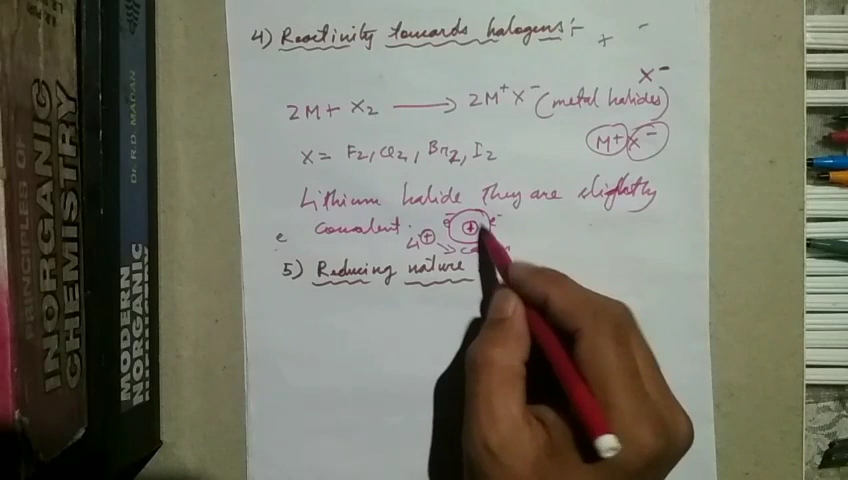 4) Reactivity towards halogens:-
+ -
X⁻
2M + X₂ ⟶ 2M⁺X⁻ (metal halides)
M⁺ X⁻
X = F₂, Cl₂, Br₂, I₂
Lithium halide They are slightly
covalent.
e⁻ + e⁻
e
Li +
5) Reducing nature
PRINCIPLES OF
INORGANIC
CHEMISTRY
MODERN
INORGANIC
CHEMISTRY
Dr. R.D. MADAN